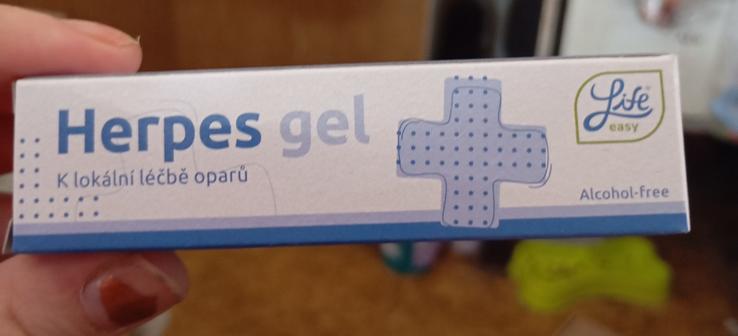 Herpes gel
K lokální léčbě oparů
Life
easy
Alcohol-free